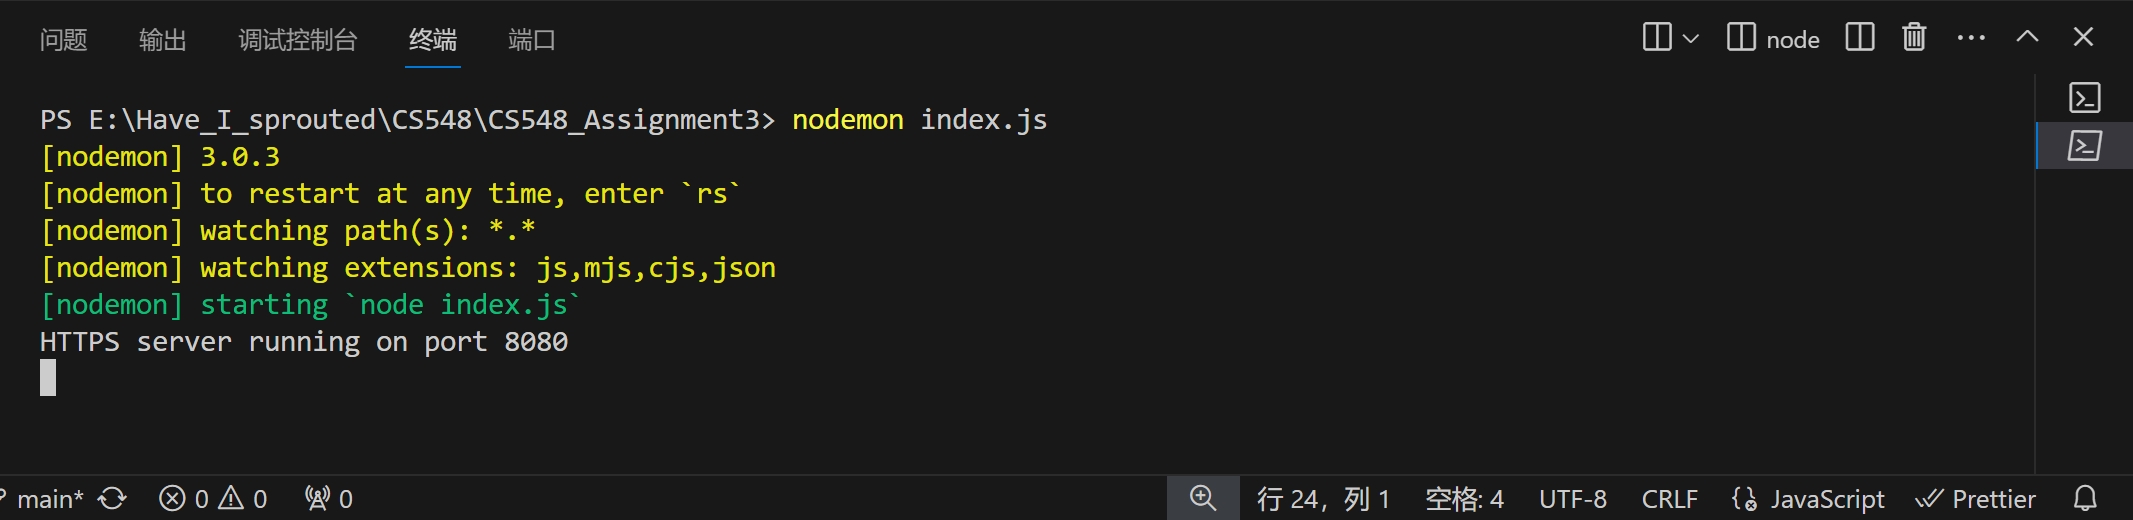 问题 输出 调试控制台 终端 端口 node
PS E:\Have_I_sprouted\CS548\CS548_Assignment3> nodemon index.js
[nodemon] 3.0.3
[nodemon] to restart at any time, enter `rs`
[nodemon] watching path(s): *.*
[nodemon] watching extensions: js,mjs,cjs,json
[nodemon] starting `node index.js`
HTTPS server running on port 8080
main* 0 0 0 行 24，列 1 空格: 4 UTF-8 CRLF JavaScript Prettier